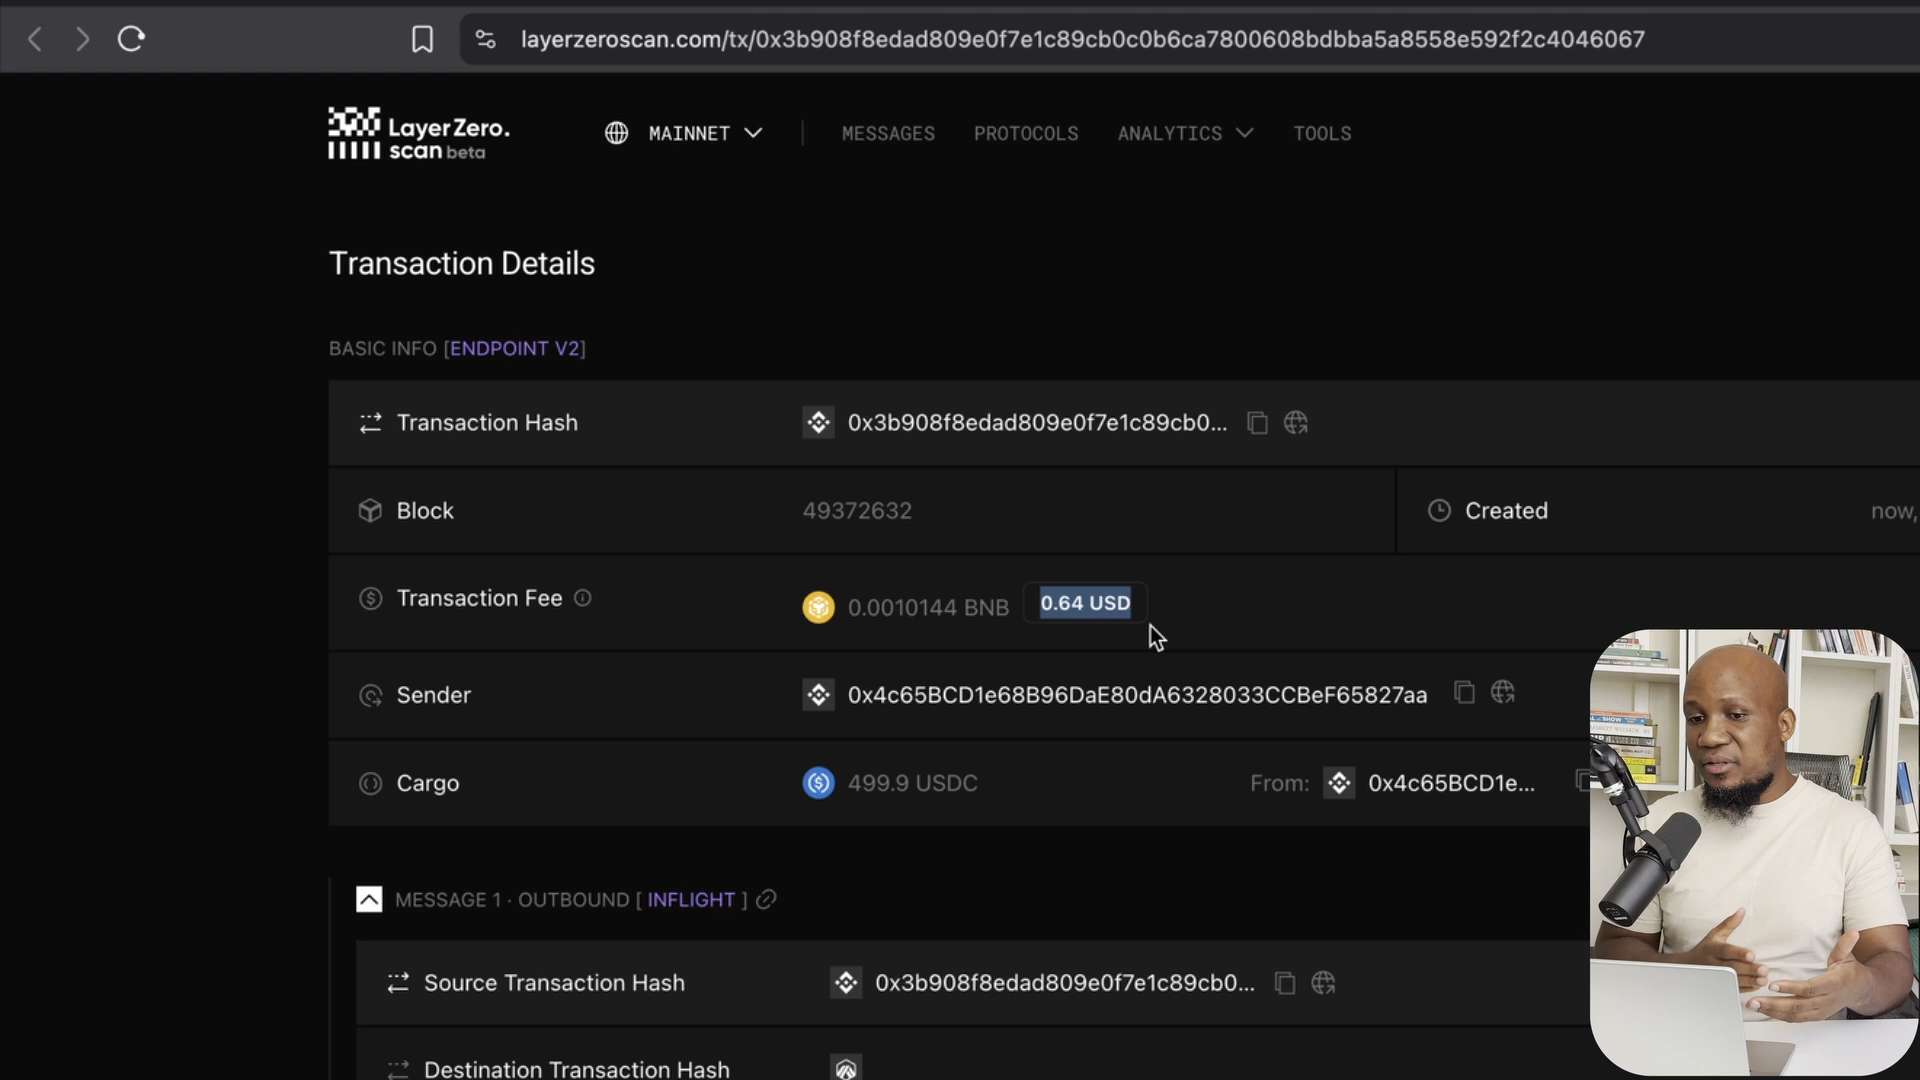 layerzeroscan.com/tx/0x3b908f8edad809e0f7e1c89cb0c0b6ca7800608bdbba5a8558e592f2c4046067
LayerZero.
scan beta
MAINNET
MESSAGES
PROTOCOLS
ANALYTICS
TOOLS
Transaction Details
BASIC INFO [ENDPOINT V2]
Transaction Hash 0x3b908f8edad809e0f7e1c89cb0...
Block 49372632 Created now,
Transaction Fee 0.0010144 BNB 0.64 USD
Sender 0x4c65BCD1e68B96DaE80dA6328033CCBeF65827aa
Cargo 499.9 USDC From: 0x4c65BCD1e...
MESSAGE 1 · OUTBOUND [ INFLIGHT ]
Source Transaction Hash 0x3b908f8edad809e0f7e1c89cb0...
Destination Transaction Hash